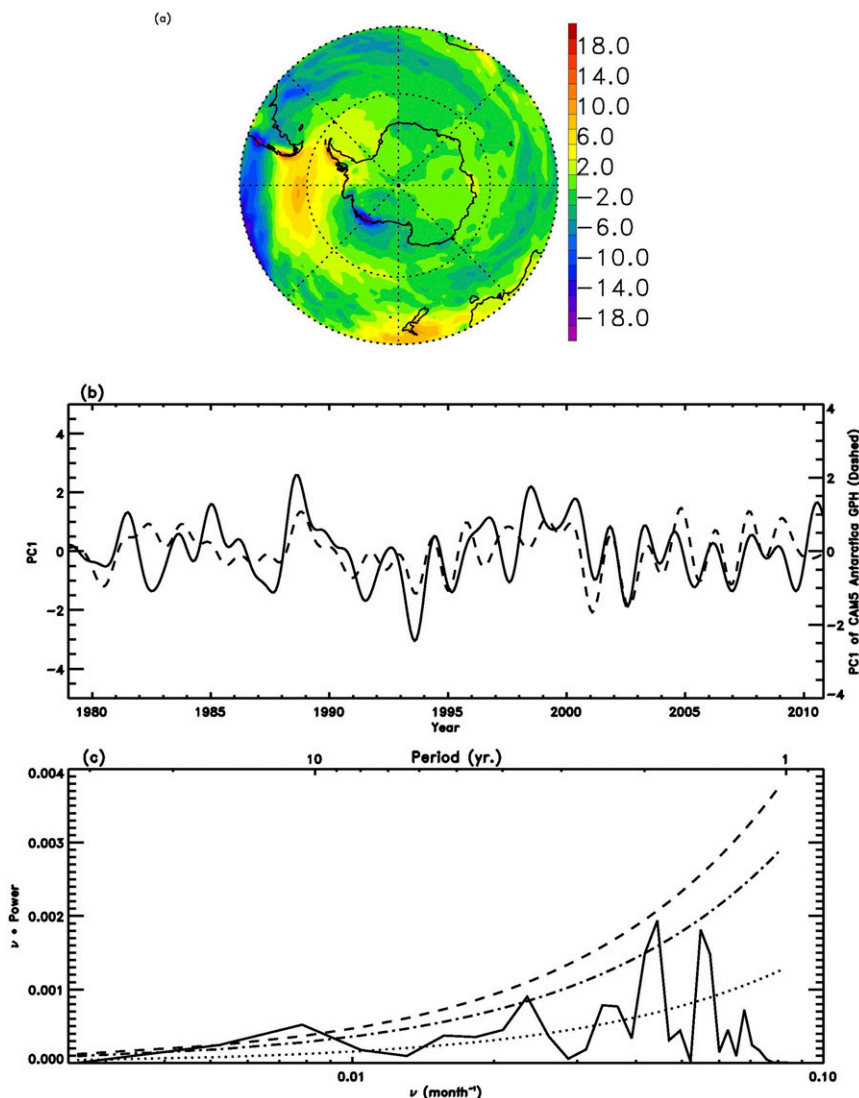 (a)
18.0
14.0
10.0
6.0
2.0
−2.0
−6.0
−10.0
−14.0
−18.0
(b)
4
2
0
−2
−4
PC1
4
2
0
−2
−4
PC1 of CAM5 Antaratiog GPH (Dashed)
1980 1985 1990 1995 2000 2005 2010
Year
(c)
10 Period (yr.) 1
0.004
0.003
0.002
0.001
0.000
ν • Power
0.01 0.10
ν (month⁻¹)